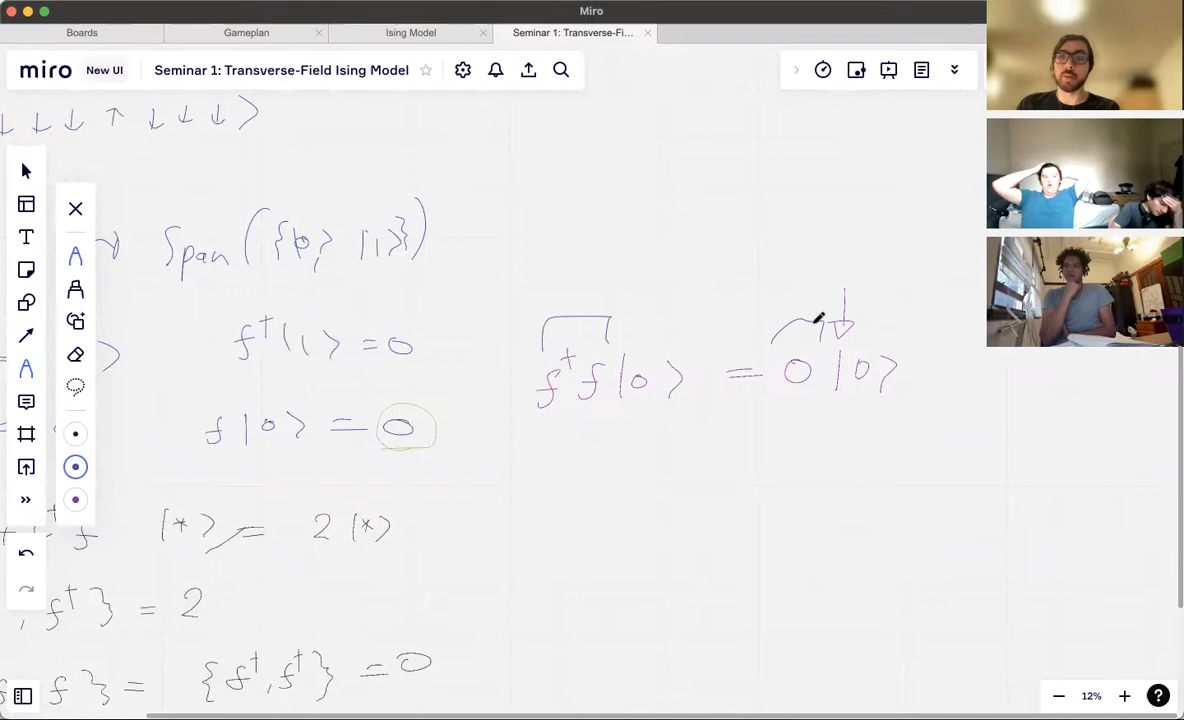 Miro
Boards
Gameplan
Ising Model
Seminar 1: Transverse-Fi...
miro
New UI
Seminar 1: Transverse-Field Ising Model
↓ ↓ ↓ ↑ ↓ ↓ ↓ ⟩
Span ({|0⟩, |1⟩})
f† |1⟩ = 0
f |0⟩ = 0
f† f |0⟩ = 0 |0⟩
f |*⟩ = 2 |*⟩
, f† } = 2
f } = {f†, f†} = 0
12%